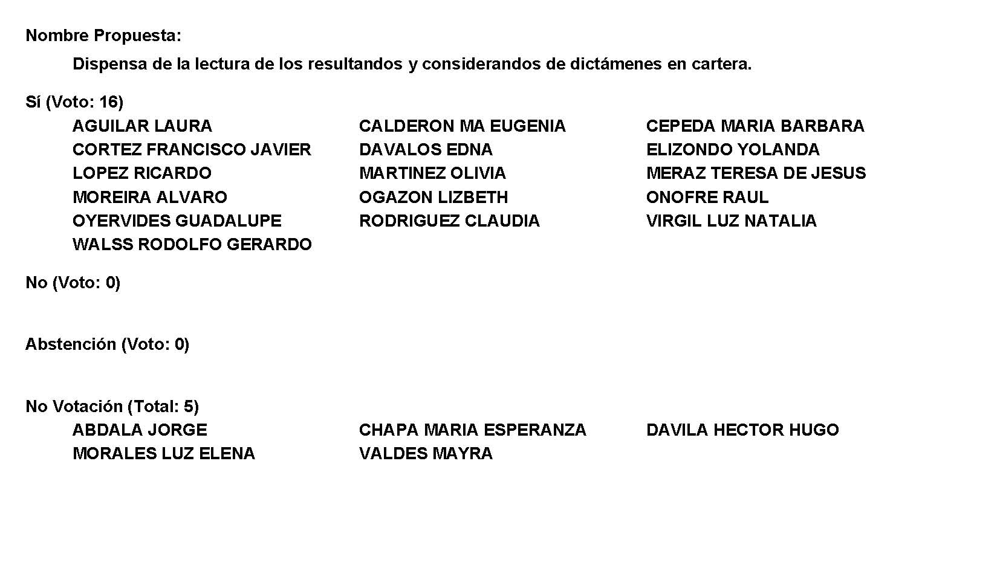 Nombre Propuesta:
Dispensa de la lectura de los resultandos y considerandos de dictámenes en cartera.
Sí (Voto: 16)
AGUILAR LAURA CALDERON MA EUGENIA CEPEDA MARIA BARBARA
CORTEZ FRANCISCO JAVIER DAVALOS EDNA ELIZONDO YOLANDA
LOPEZ RICARDO MARTINEZ OLIVIA MERAZ TERESA DE JESUS
MOREIRA ALVARO OGAZON LIZBETH ONOFRE RAUL
OYERVIDES GUADALUPE RODRIGUEZ CLAUDIA VIRGIL LUZ NATALIA
WALSS RODOLFO GERARDO
No (Voto: 0)
Abstención (Voto: 0)
No Votación (Total: 5)
ABDALA JORGE CHAPA MARIA ESPERANZA DAVILA HECTOR HUGO
MORALES LUZ ELENA VALDES MAYRA